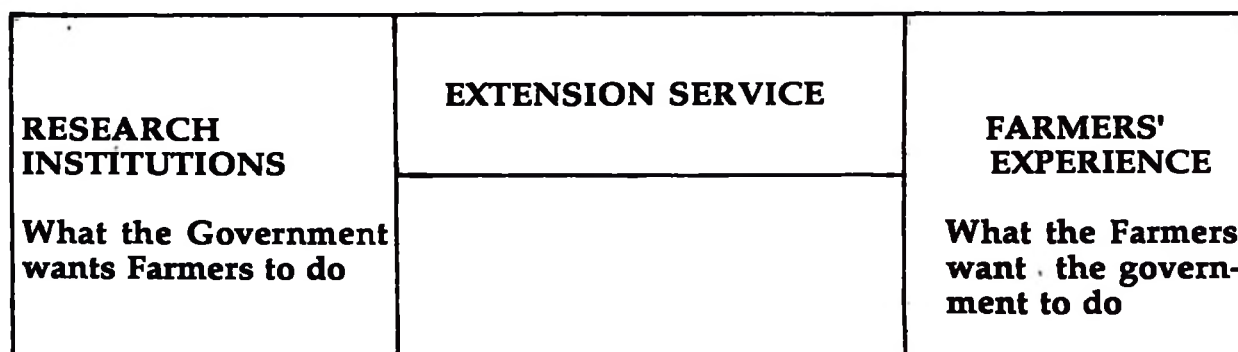 RESEARCH
INSTITUTIONS
What the Government
wants Farmers to do
EXTENSION SERVICE
FARMERS'
EXPERIENCE
What the Farmers
want the govern-
ment to do